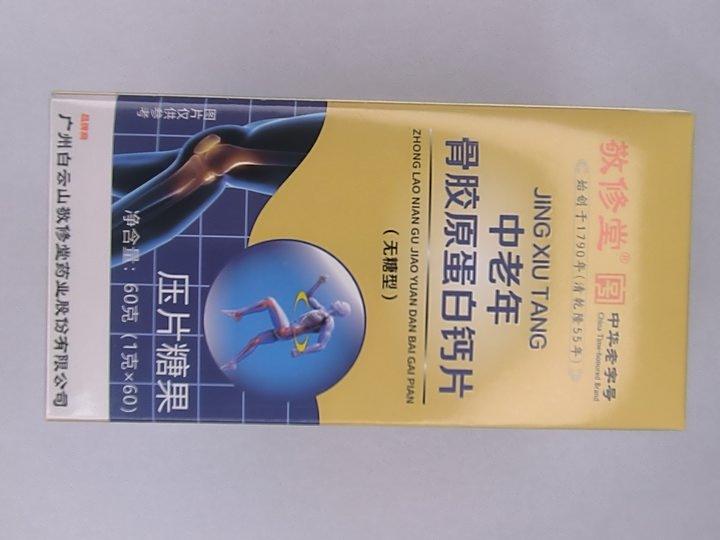 敬修堂®
中华老字号
China Time-honored Brand
始创于1790年(清乾隆55年)
JING XIU TANG
中老年
骨胶原蛋白钙片
ZHONG LAO NIAN GU JIAO YUAN DAN BAI GAI PIAN
(无糖型)
压片糖果
净含量:60克(1克×60)
图片仅供参考
品牌商
广州白云山敬修堂药业股份有限公司